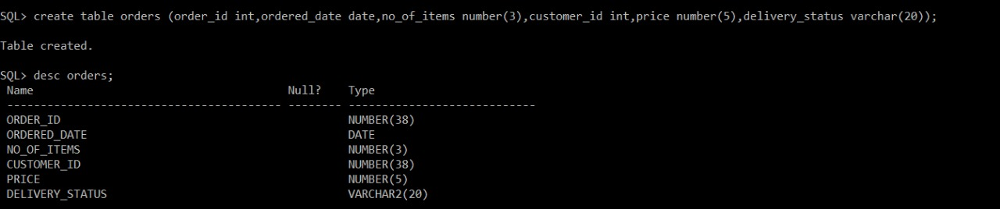 SQL> create table orders (order_id int,ordered_date date,no_of_items number(3),customer_id int,price number(5),delivery_status varchar(20));
Table created.
SQL> desc orders;
Name Null? Type
----------------------------------------- -------- ----------------------------
ORDER_ID NUMBER(38)
ORDERED_DATE DATE
NO_OF_ITEMS NUMBER(3)
CUSTOMER_ID NUMBER(38)
PRICE NUMBER(5)
DELIVERY_STATUS VARCHAR2(20)